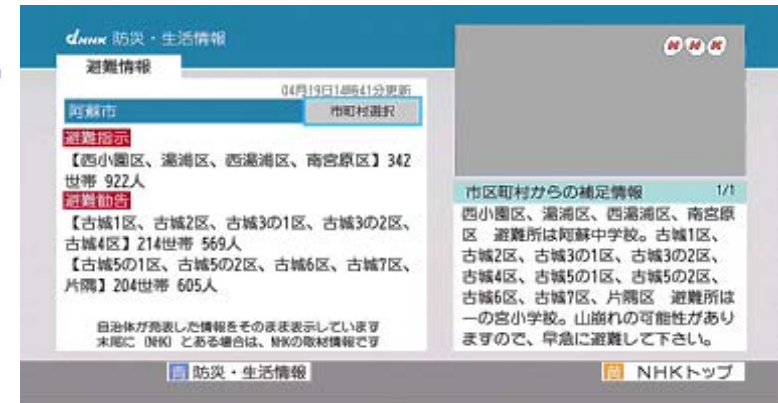 dNHK 防災・生活情報
避難情報
04月19日14時41分更新
阿蘇市
市町村選択
避難指示
【西小園区、湯浦区、西湯浦区、南宮原区】342
世帯 922人
避難勧告
【古城1区、古城2区、古城3の1区、古城3の2区、
古城4区】214世帯 569人
【古城5の1区、古城5の2区、古城6区、古城7区、
片隅】204世帯 605人
自治体が発表した情報をそのまま表示しています
末尾に (NHK) とある場合は、NHKの取材情報です
NHK
市区町村からの補足情報 1/1
西小園区、湯浦区、西湯浦区、南宮原
区 避難所は阿蘇中学校。古城1区、
古城2区、古城3の1区、古城3の2区、
古城4区、古城5の1区、古城5の2区、
古城6区、古城7区、片隅区 避難所は
一の宮小学校。山崩れの可能性があり
ますので、早急に避難して下さい。
青 防災・生活情報
黄 NHKトップ